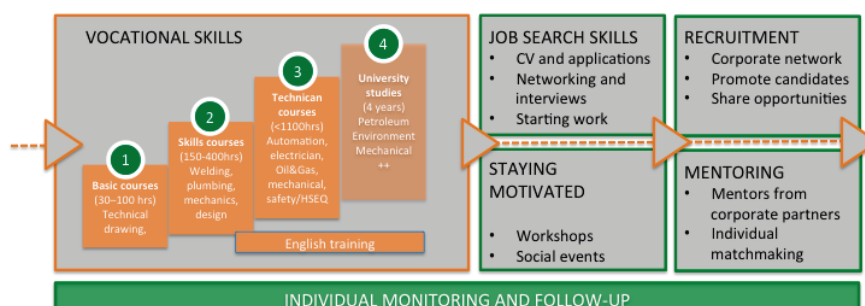 VOCATIONAL SKILLS
1
Basic courses
(30–100 hrs)
Technical
drawing,
2
Skills courses
(150-400hrs)
Welding,
plumbing,
mechanics,
design
3
Technican
courses
(<1100hrs)
Automation,
electrician,
Oil&Gas,
mechanical,
safety/HSEQ
4
University
studies
(4 years)
Petroleum
Environment
Mechanical
++
English training
JOB SEARCH SKILLS
• CV and applications
• Networking and
interviews
• Starting work
STAYING
MOTIVATED
• Workshops
• Social events
RECRUITMENT
• Corporate network
• Promote candidates
• Share opportunities
MENTORING
• Mentors from
corporate partners
• Individual
matchmaking
INDIVIDUAL MONITORING AND FOLLOW-UP